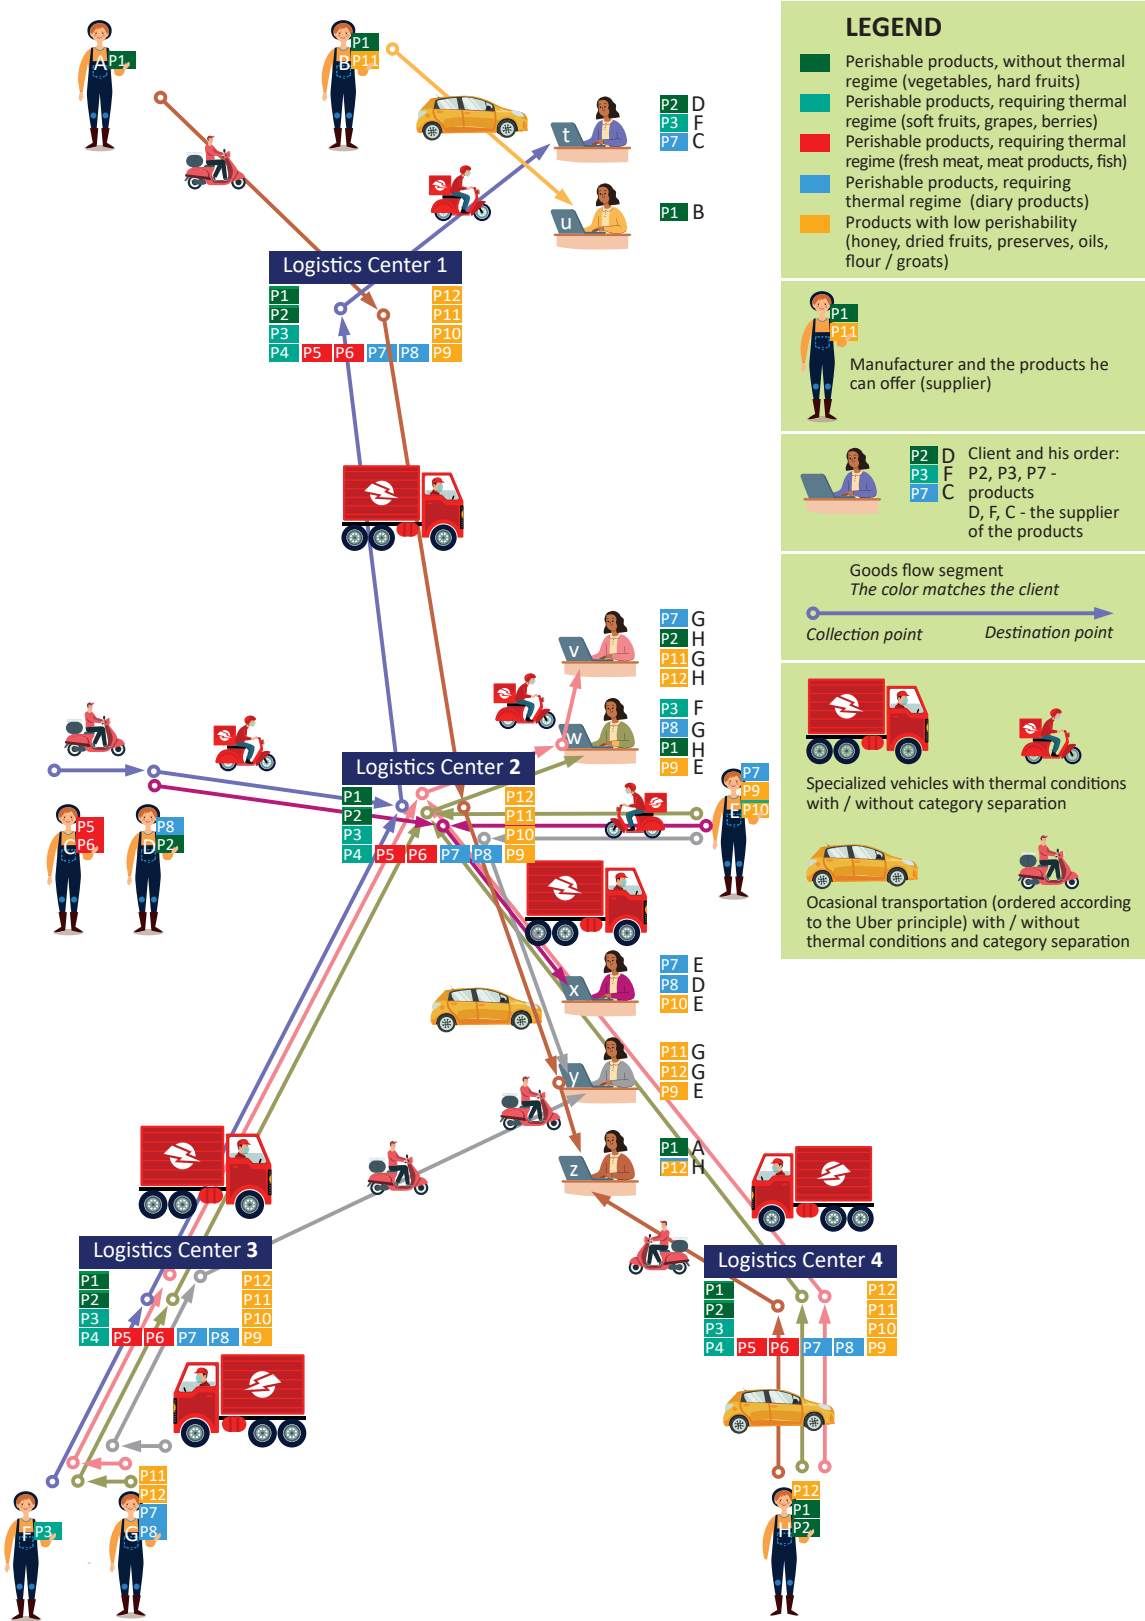 LEGEND
Perishable products, without thermal
regime (vegetables, hard fruits)
Perishable products, requiring thermal
regime (soft fruits, grapes, berries)
Perishable products, requiring thermal
regime (fresh meat, meat products, fish)
Perishable products, requiring
thermal regime (diary products)
Products with low perishability
(honey, dried fruits, preserves, oils,
flour / groats)
P1
P11
Manufacturer and the products he
can offer (supplier)
P2 D
P3 F
P7 C
Client and his order:
P2, P3, P7 -
products
D, F, C - the supplier
of the products
Goods flow segment
The color matches the client
Collection point
Destination point
Specialized vehicles with thermal conditions
with / without category separation
Ocasional transportation (ordered according
to the Uber principle) with / without
thermal conditions and category separation
A P1
B P1
P11
t
P2 D
P3 F
P7 C
u
P1 B
Logistics Center 1
P1 P12
P2 P11
P3 P10
P4 P5 P6 P7 P8 P9
v
P7 G
P2 H
P11 G
P12 H
w
P3 F
P8 G
P1 H
P9 E
Logistics Center 2
P1 P12
P2 P11
P3 P10
P4 P5 P6 P7 P8 P9
C P5
P6
D P8
P2
E P7
P9
P10
x
P7 E
P8 D
P10 E
y
P11 G
P12 G
P9 E
z
P1 A
P12 H
Logistics Center 3
P1 P12
P2 P11
P3 P10
P4 P5 P6 P7 P8 P9
Logistics Center 4
P1 P12
P2 P11
P3 P10
P4 P5 P6 P7 P8 P9
F P3
G P11
P12
P7
P8
H P12
P1
P2